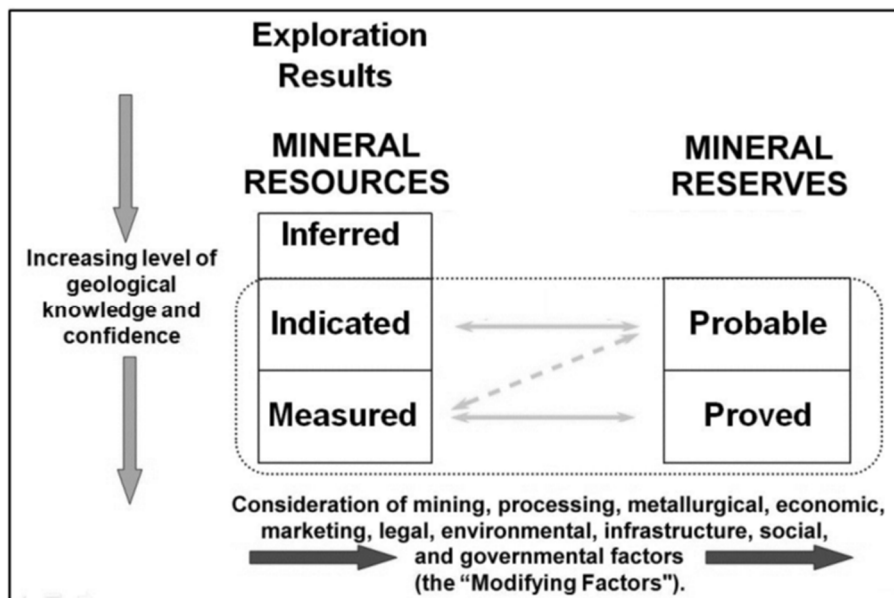 Exploration
Results
MINERAL
RESOURCES
MINERAL
RESERVES
Inferred
Increasing level of
geological
knowledge and
confidence
Indicated
Probable
Measured
Proved
Consideration of mining, processing, metallurgical, economic,
marketing, legal, environmental, infrastructure, social,
and governmental factors
(the “Modifying Factors").